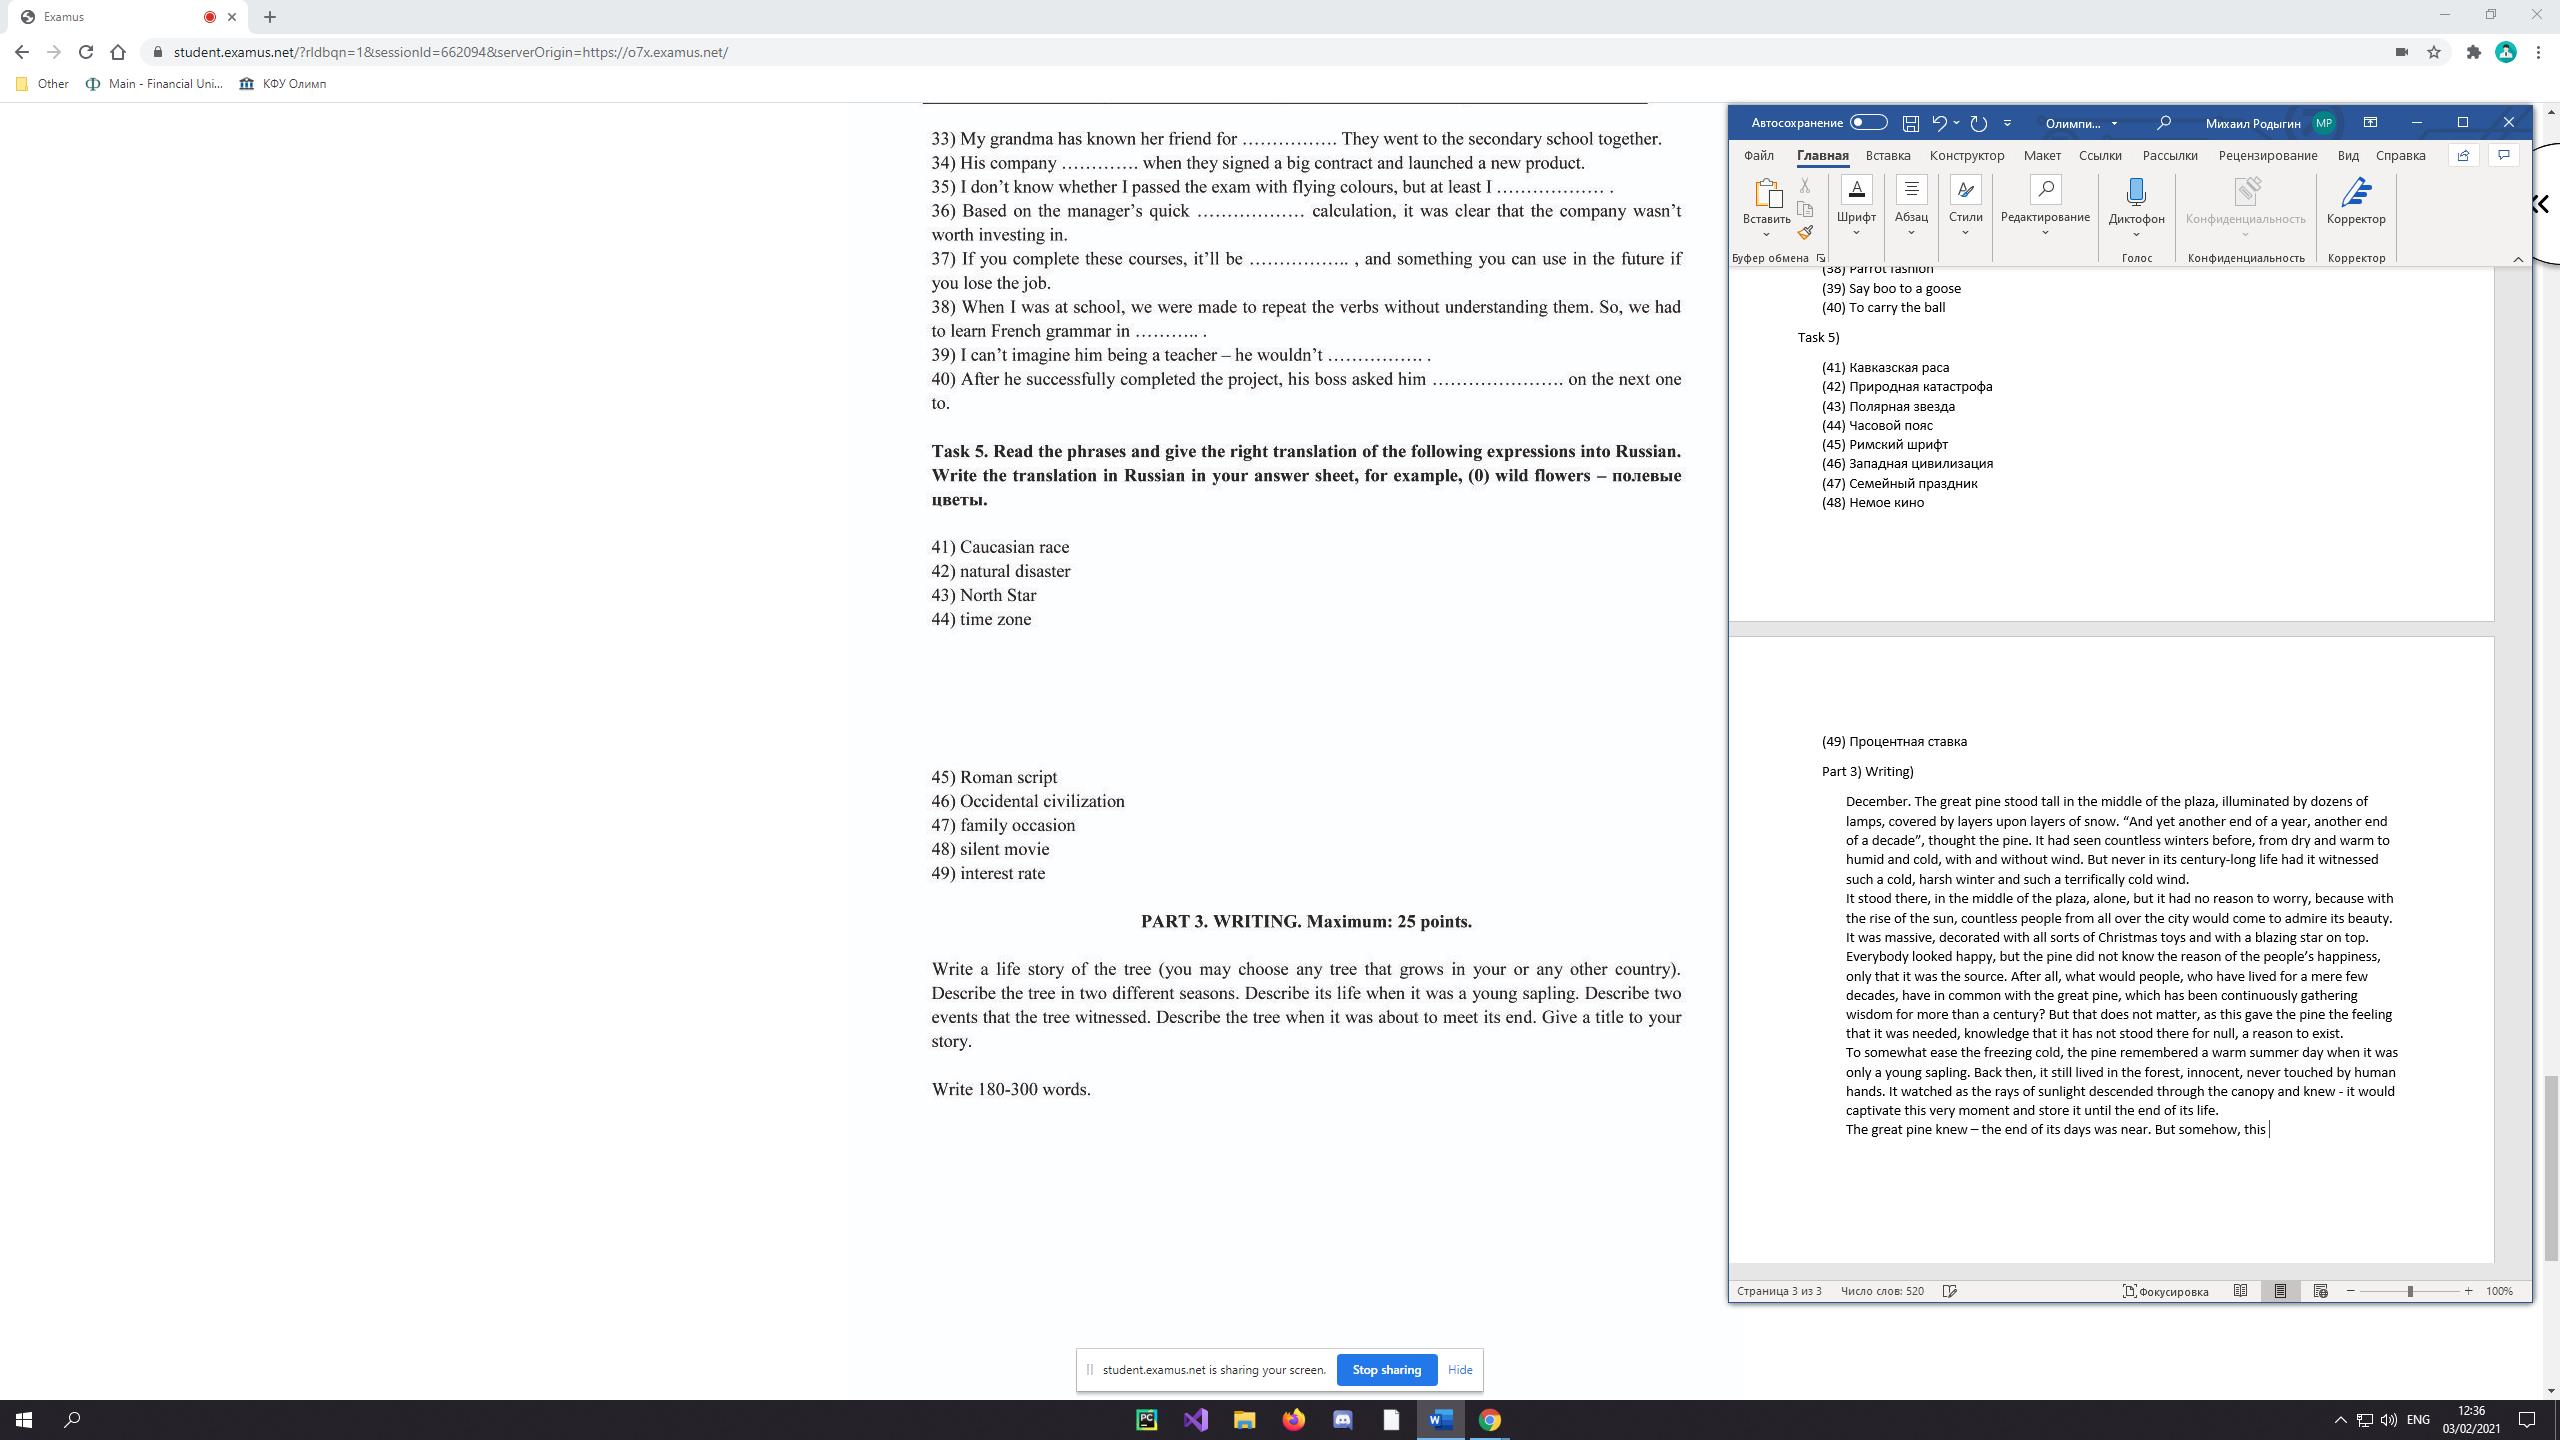 Examus
student.examus.net/?rldbqn=1&sessionId=662094&serverOrigin=https://o7x.examus.net/
Other
Main - Financial Uni...
КФУ Олимп
33) My grandma has known her friend for ……………. They went to the secondary school together.
34) His company …………. when they signed a big contract and launched a new product.
35) I don’t know whether I passed the exam with flying colours, but at least I ……………… .
36) Based on the manager’s quick ……………… calculation, it was clear that the company wasn’t
worth investing in.
37) If you complete these courses, it’ll be …………….. , and something you can use in the future if
you lose the job.
38) When I was at school, we were made to repeat the verbs without understanding them. So, we had
to learn French grammar in ……….. .
39) I can’t imagine him being a teacher – he wouldn’t ……………. .
40) After he successfully completed the project, his boss asked him …………………. on the next one
to.
Task 5. Read the phrases and give the right translation of the following expressions into Russian.
Write the translation in Russian in your answer sheet, for example, (0) wild flowers – полевые
цветы.
41) Caucasian race
42) natural disaster
43) North Star
44) time zone
45) Roman script
46) Occidental civilization
47) family occasion
48) silent movie
49) interest rate
PART 3. WRITING. Maximum: 25 points.
Write a life story of the tree (you may choose any tree that grows in your or any other country).
Describe the tree in two different seasons. Describe its life when it was a young sapling. Describe two
events that the tree witnessed. Describe the tree when it was about to meet its end. Give a title to your
story.
Write 180-300 words.
Автосохранение
Олимпи...
Михаил Родыгин
МР
Файл Главная Вставка Конструктор Макет Ссылки Рассылки Рецензирование Вид Справка
Вставить
Шрифт
Абзац
Стили
Редактирование
Диктофон
Конфиденциальность
Корректор
Буфер обмена
Голос
Конфиденциальность
Корректор
(38) Parrot fashion
(39) Say boo to a goose
(40) To carry the ball
Task 5)
(41) Кавказская раса
(42) Природная катастрофа
(43) Полярная звезда
(44) Часовой пояс
(45) Римский шрифт
(46) Западная цивилизация
(47) Семейный праздник
(48) Немое кино
(49) Процентная ставка
Part 3) Writing)
December. The great pine stood tall in the middle of the plaza, illuminated by dozens of
lamps, covered by layers upon layers of snow. “And yet another end of a year, another end
of a decade”, thought the pine. It had seen countless winters before, from dry and warm to
humid and cold, with and without wind. But never in its century-long life had it witnessed
such a cold, harsh winter and such a terrifically cold wind.
It stood there, in the middle of the plaza, alone, but it had no reason to worry, because with
the rise of the sun, countless people from all over the city would come to admire its beauty.
It was massive, decorated with all sorts of Christmas toys and with a blazing star on top.
Everybody looked happy, but the pine did not know the reason of the people’s happiness,
only that it was the source. After all, what would people, who have lived for a mere few
decades, have in common with the great pine, which has been continuously gathering
wisdom for more than a century? But that does not matter, as this gave the pine the feeling
that it was needed, knowledge that it has not stood there for null, a reason to exist.
To somewhat ease the freezing cold, the pine remembered a warm summer day when it was
only a young sapling. Back then, it still lived in the forest, innocent, never touched by human
hands. It watched as the rays of sunlight descended through the canopy and knew - it would
captivate this very moment and store it until the end of its life.
The great pine knew – the end of its days was near. But somehow, this
Страница 3 из 3 Число слов: 520
Фокусировка
100%
student.examus.net is sharing your screen.
Stop sharing
Hide
PC
W
ENG
12:36
03/02/2021